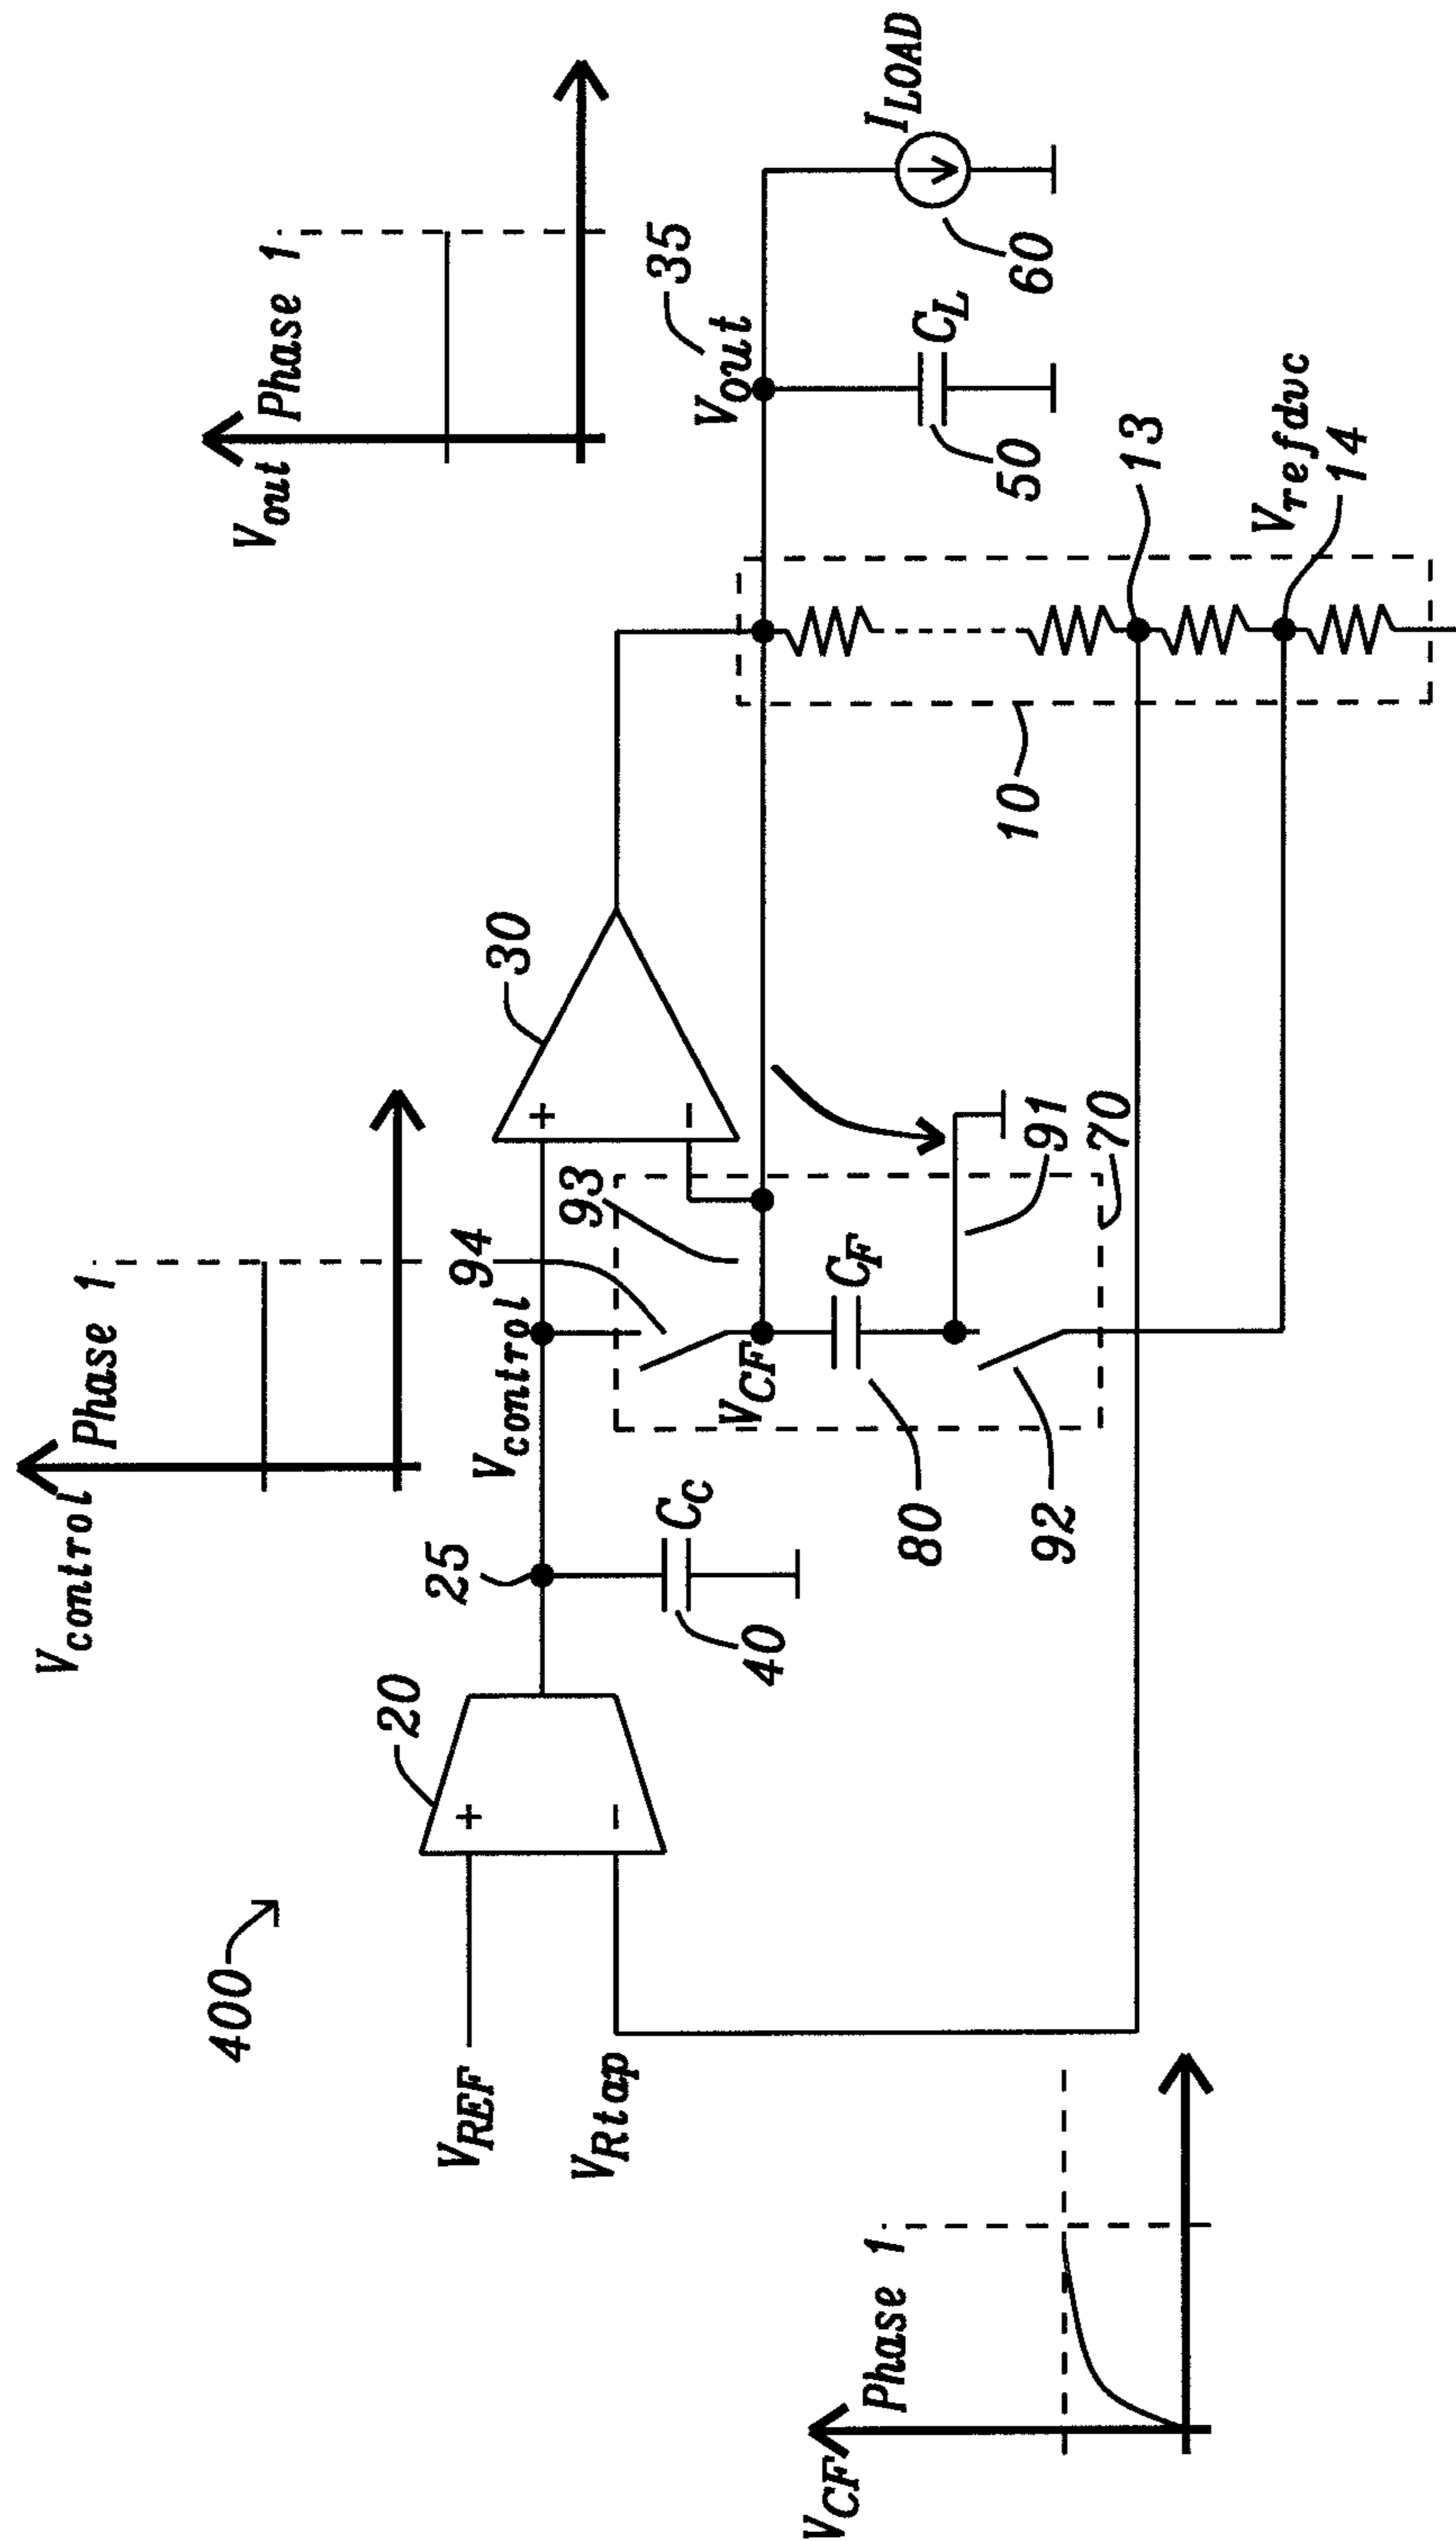 400
V_CF
Phase 1
V_REF
V_Rtap
20
+
-
25
40
C_C
V_control
Phase 1
V_control
94
93
V_CF
C_F
80
92
91
70
30
+
-
10
V_out
Phase 1
V_out
35
C_L
50
I_LOAD
60
13
V_refdvc
14